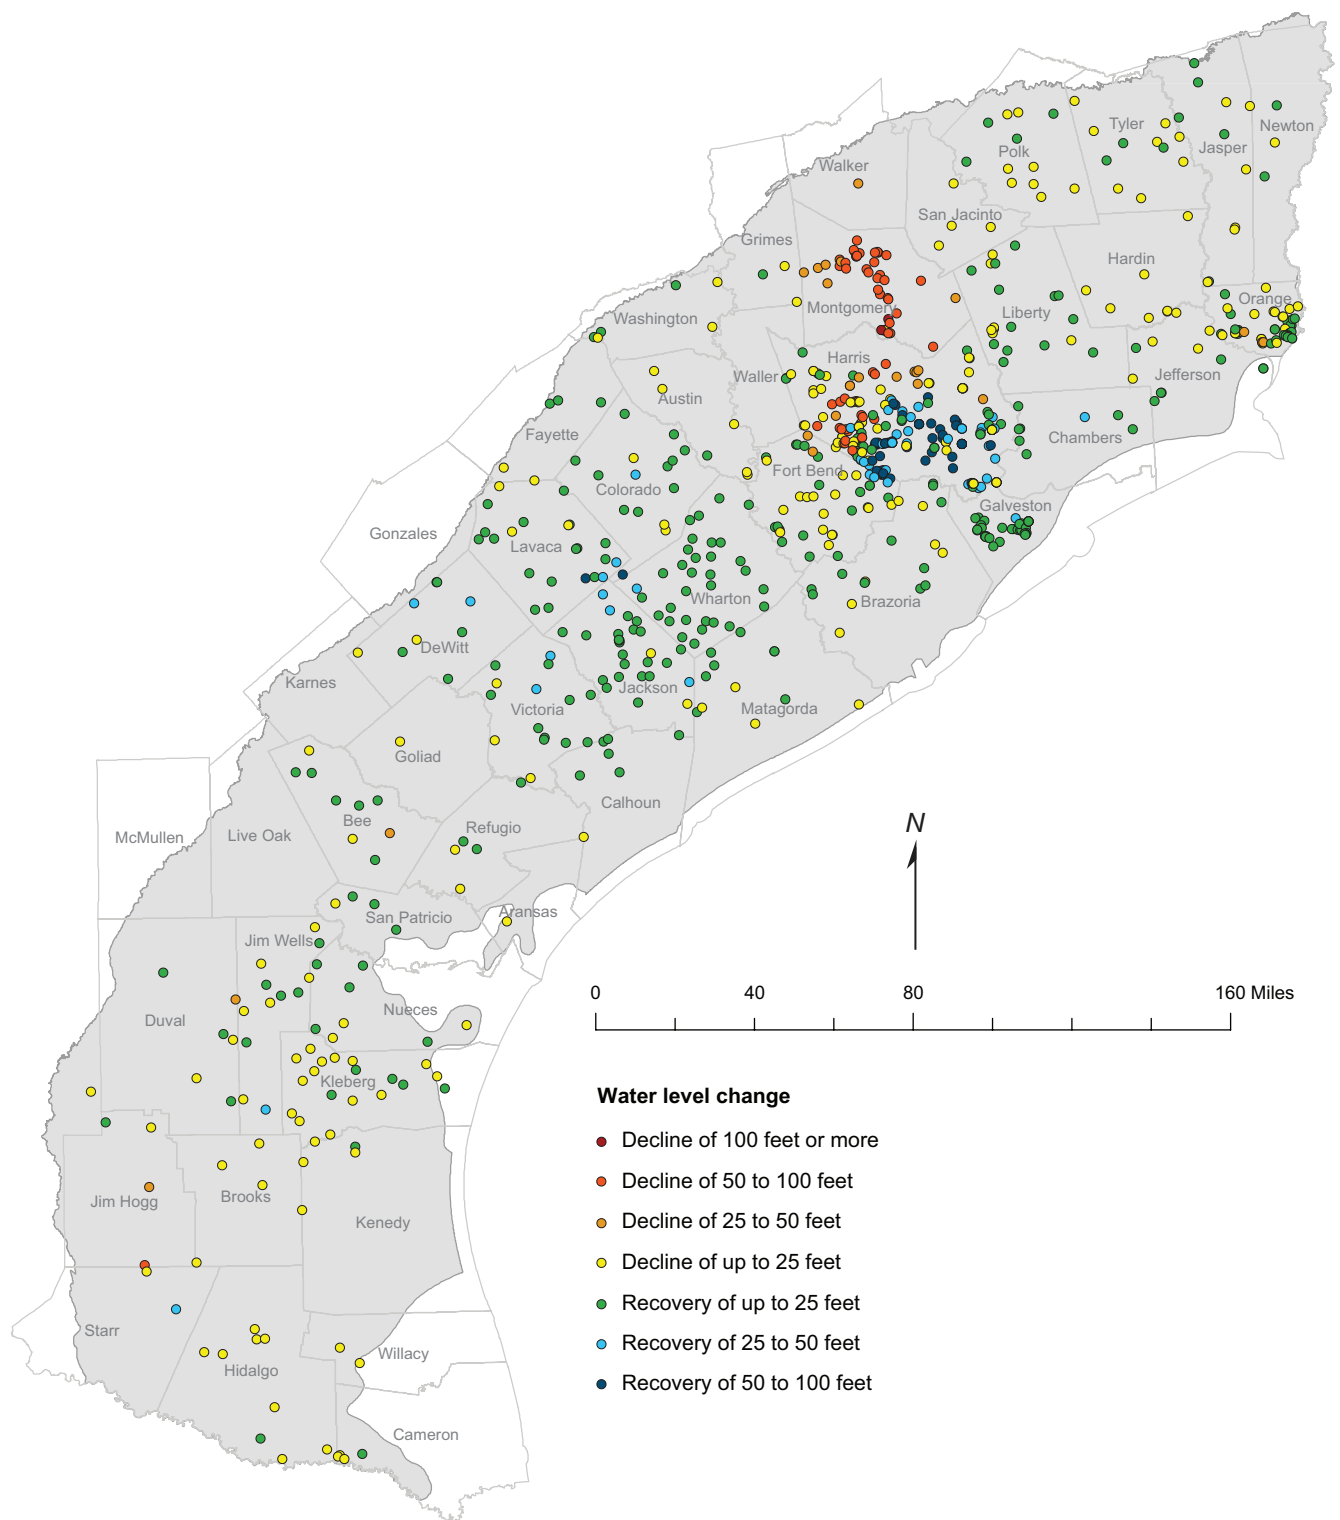 Newton
Tyler
Jasper
Polk
Walker
San Jacinto
Grimes
Hardin
Orange
Montgomery
Liberty
Washington
Harris
Waller
Jefferson
Austin
Fayette
Chambers
Fort Bend
Colorado
Galveston
Gonzales
Lavaca
Wharton
Brazoria
DeWitt
Karnes
Jackson
Victoria
Matagorda
Goliad
Calhoun
McMullen
Live Oak
Bee
Refugio
N
San Patricio
Aransas
Jim Wells
0 40 80 160 Miles
Nueces
Duval
Kleberg
Water level change
Decline of 100 feet or more
Decline of 50 to 100 feet
Jim Hogg
Brooks
Kenedy
Decline of 25 to 50 feet
Decline of up to 25 feet
Recovery of up to 25 feet
Starr
Recovery of 25 to 50 feet
Willacy
Hidalgo
Recovery of 50 to 100 feet
Cameron